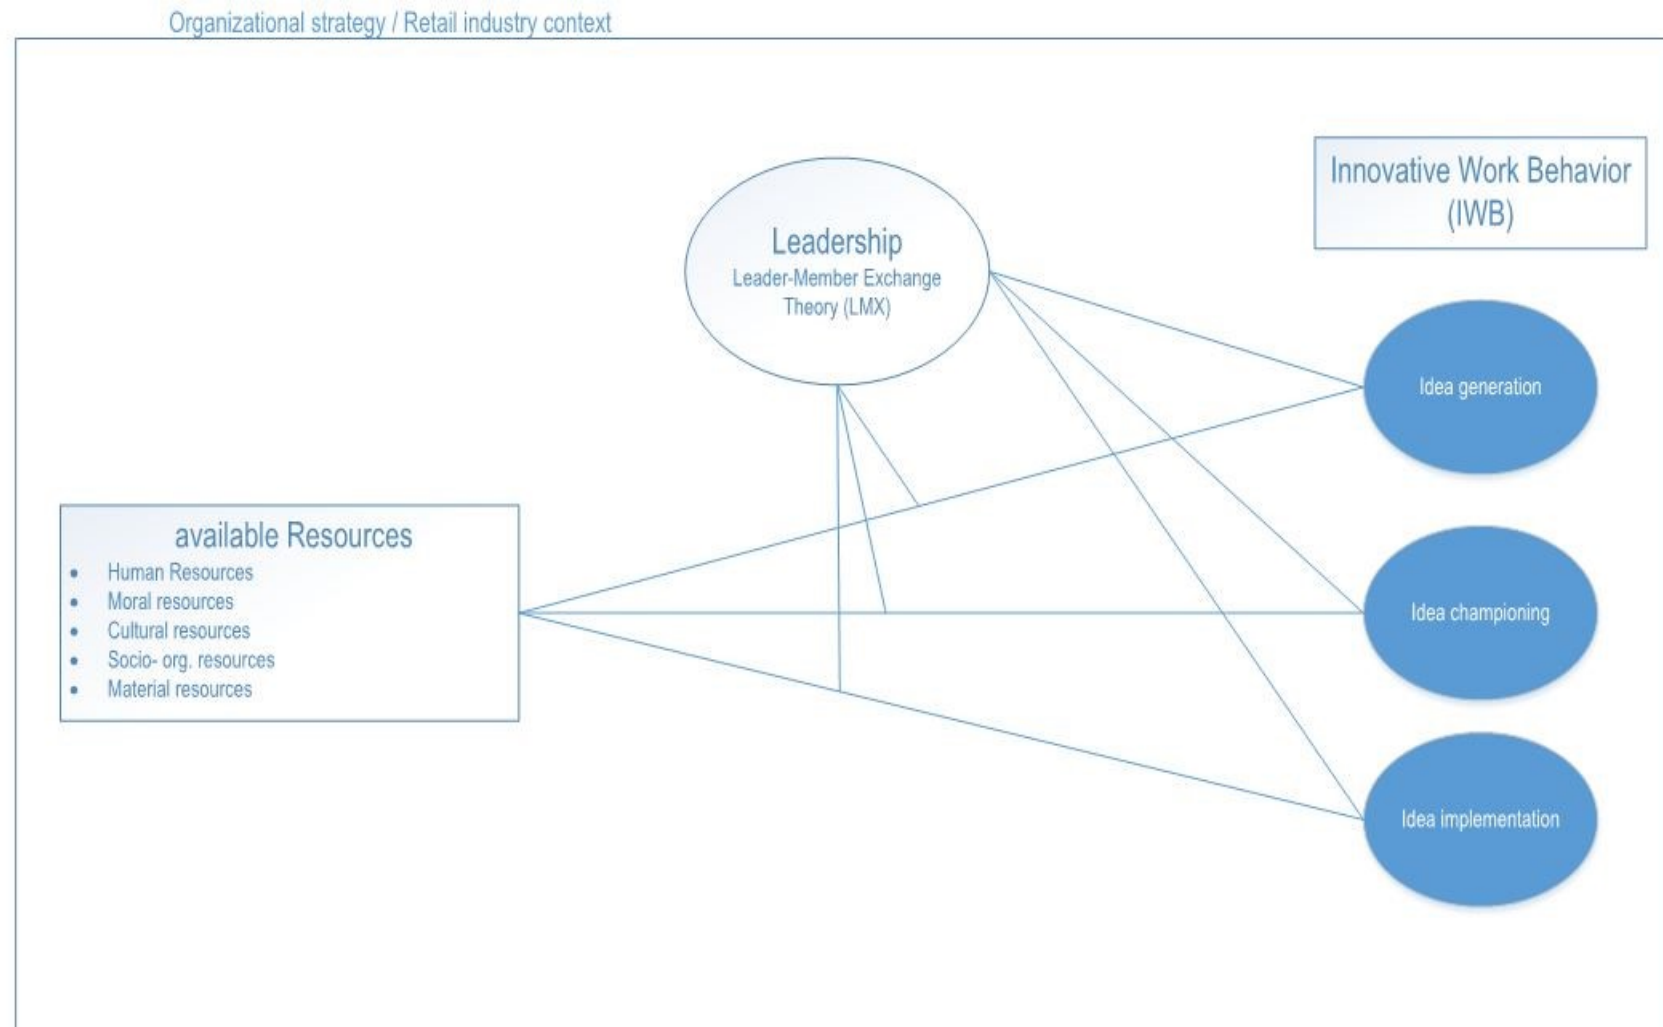 Organizational strategy / Retail industry context
Innovative Work Behavior
(IWB)
Leadership
Leader-Member Exchange
Theory (LMX)
Idea generation
available Resources
• Human Resources
• Moral resources
• Cultural resources
• Socio- org. resources
• Material resources
Idea championing
Idea implementation